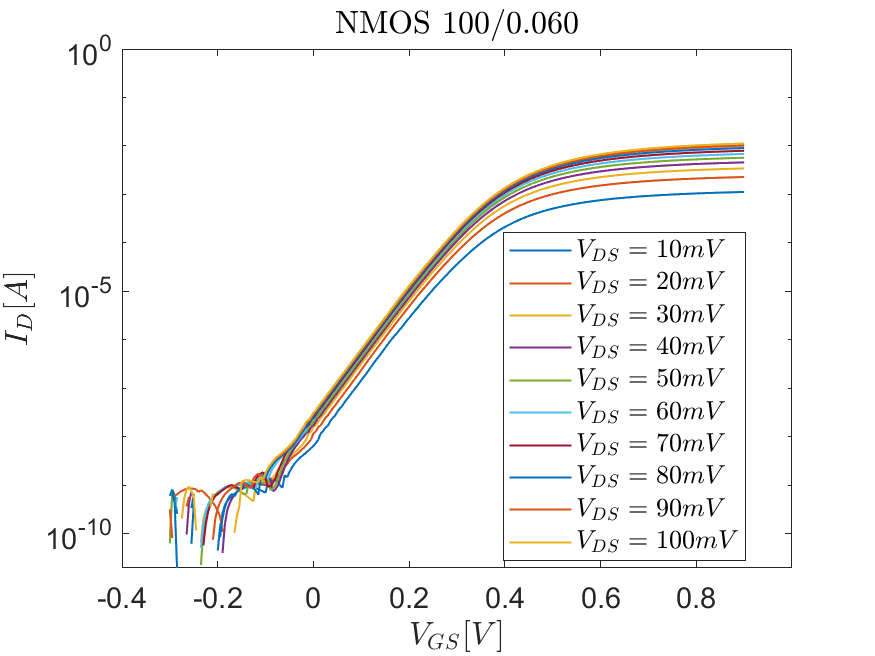 NMOS 100/0.060
10^0
10^-5
10^-10
I_D[A]
-0.4 -0.2 0 0.2 0.4 0.6 0.8
V_GS[V]
V_DS = 10mV
V_DS = 20mV
V_DS = 30mV
V_DS = 40mV
V_DS = 50mV
V_DS = 60mV
V_DS = 70mV
V_DS = 80mV
V_DS = 90mV
V_DS = 100mV